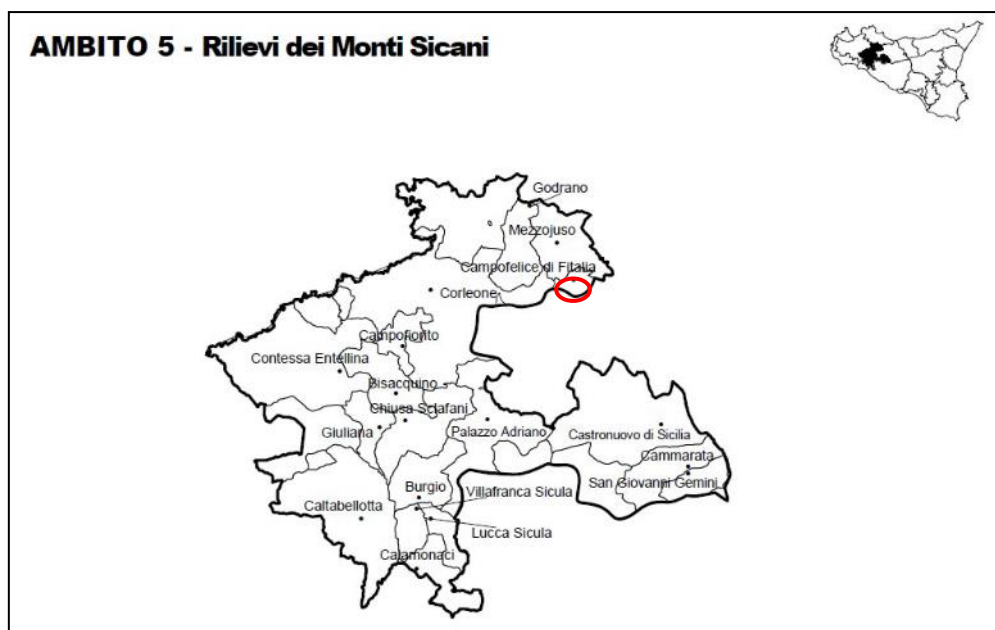 AMBITO 5 - Rilievi dei Monti Sicani
Godrano
Mezzojuso
Campofelice di Fitalia
Corleone
Campofiorito
Contessa Entellina
Bisacquino
Chiusa Sclafani
Giuliana
Palazzo Adriano
Castronuovo di Sicilia
Cammarata
San Giovanni Gemini
Burgio
Villafranca Sicula
Caltabellotta
Lucca Sicula
Calamonaci